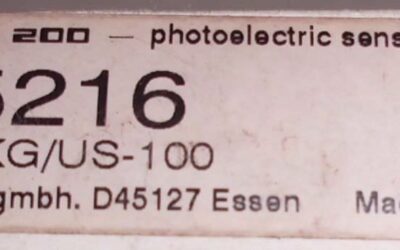 200 — photoelectric sens
5216
KG/US-100
gmbh. D45127 Essen Ma